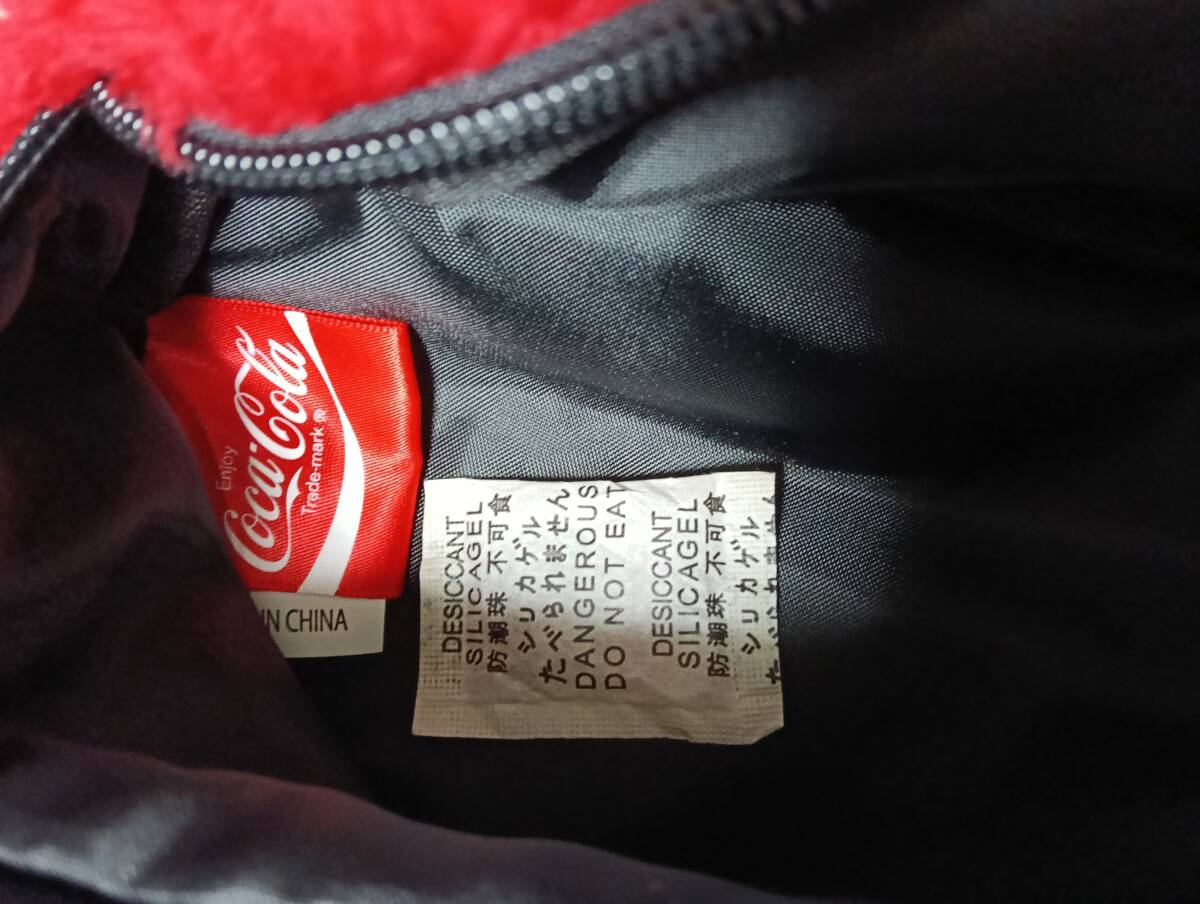 Enjoy
Coca-Cola
Trade-mark®
IN CHINA
DESICCANT
SILICAGEL
防潮珠 不可食
シリカゲル
たべられません
DANGEROUS
DO NOT EAT
DESICCANT
SILICAGEL
防潮珠 不可食
シリカゲル